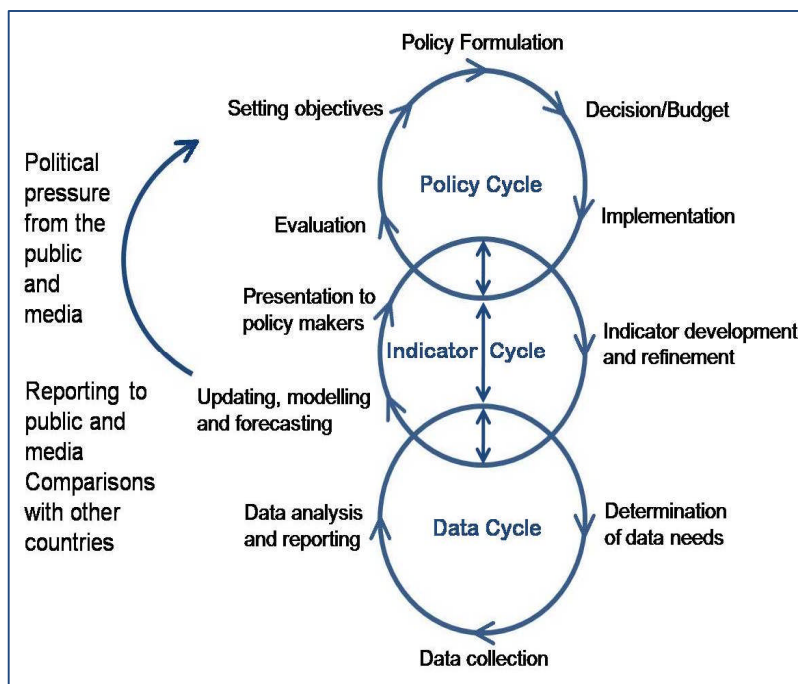 Policy Formulation
Setting objectives
Decision/Budget
Political
pressure
from the
public
and
media
Policy Cycle
Evaluation
Implementation
Presentation to
policy makers
Indicator Cycle
Indicator development
and refinement
Reporting to
public and
media
Comparisons
with other
countries
Updating, modelling
and forecasting
Data analysis
and reporting
Data Cycle
Determination
of data needs
Data collection